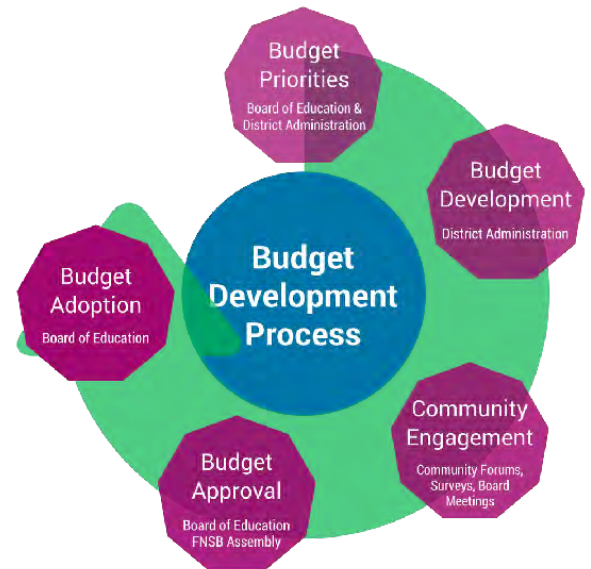 Budget
Priorities
Board of Education &
District Administration
Budget
Development
District Administration
Community
Engagement
Community Forums,
Surveys, Board
Meetings
Budget
Approval
Board of Education
FNSB Assembly
Budget
Adoption
Board of Education
Budget
Development
Process